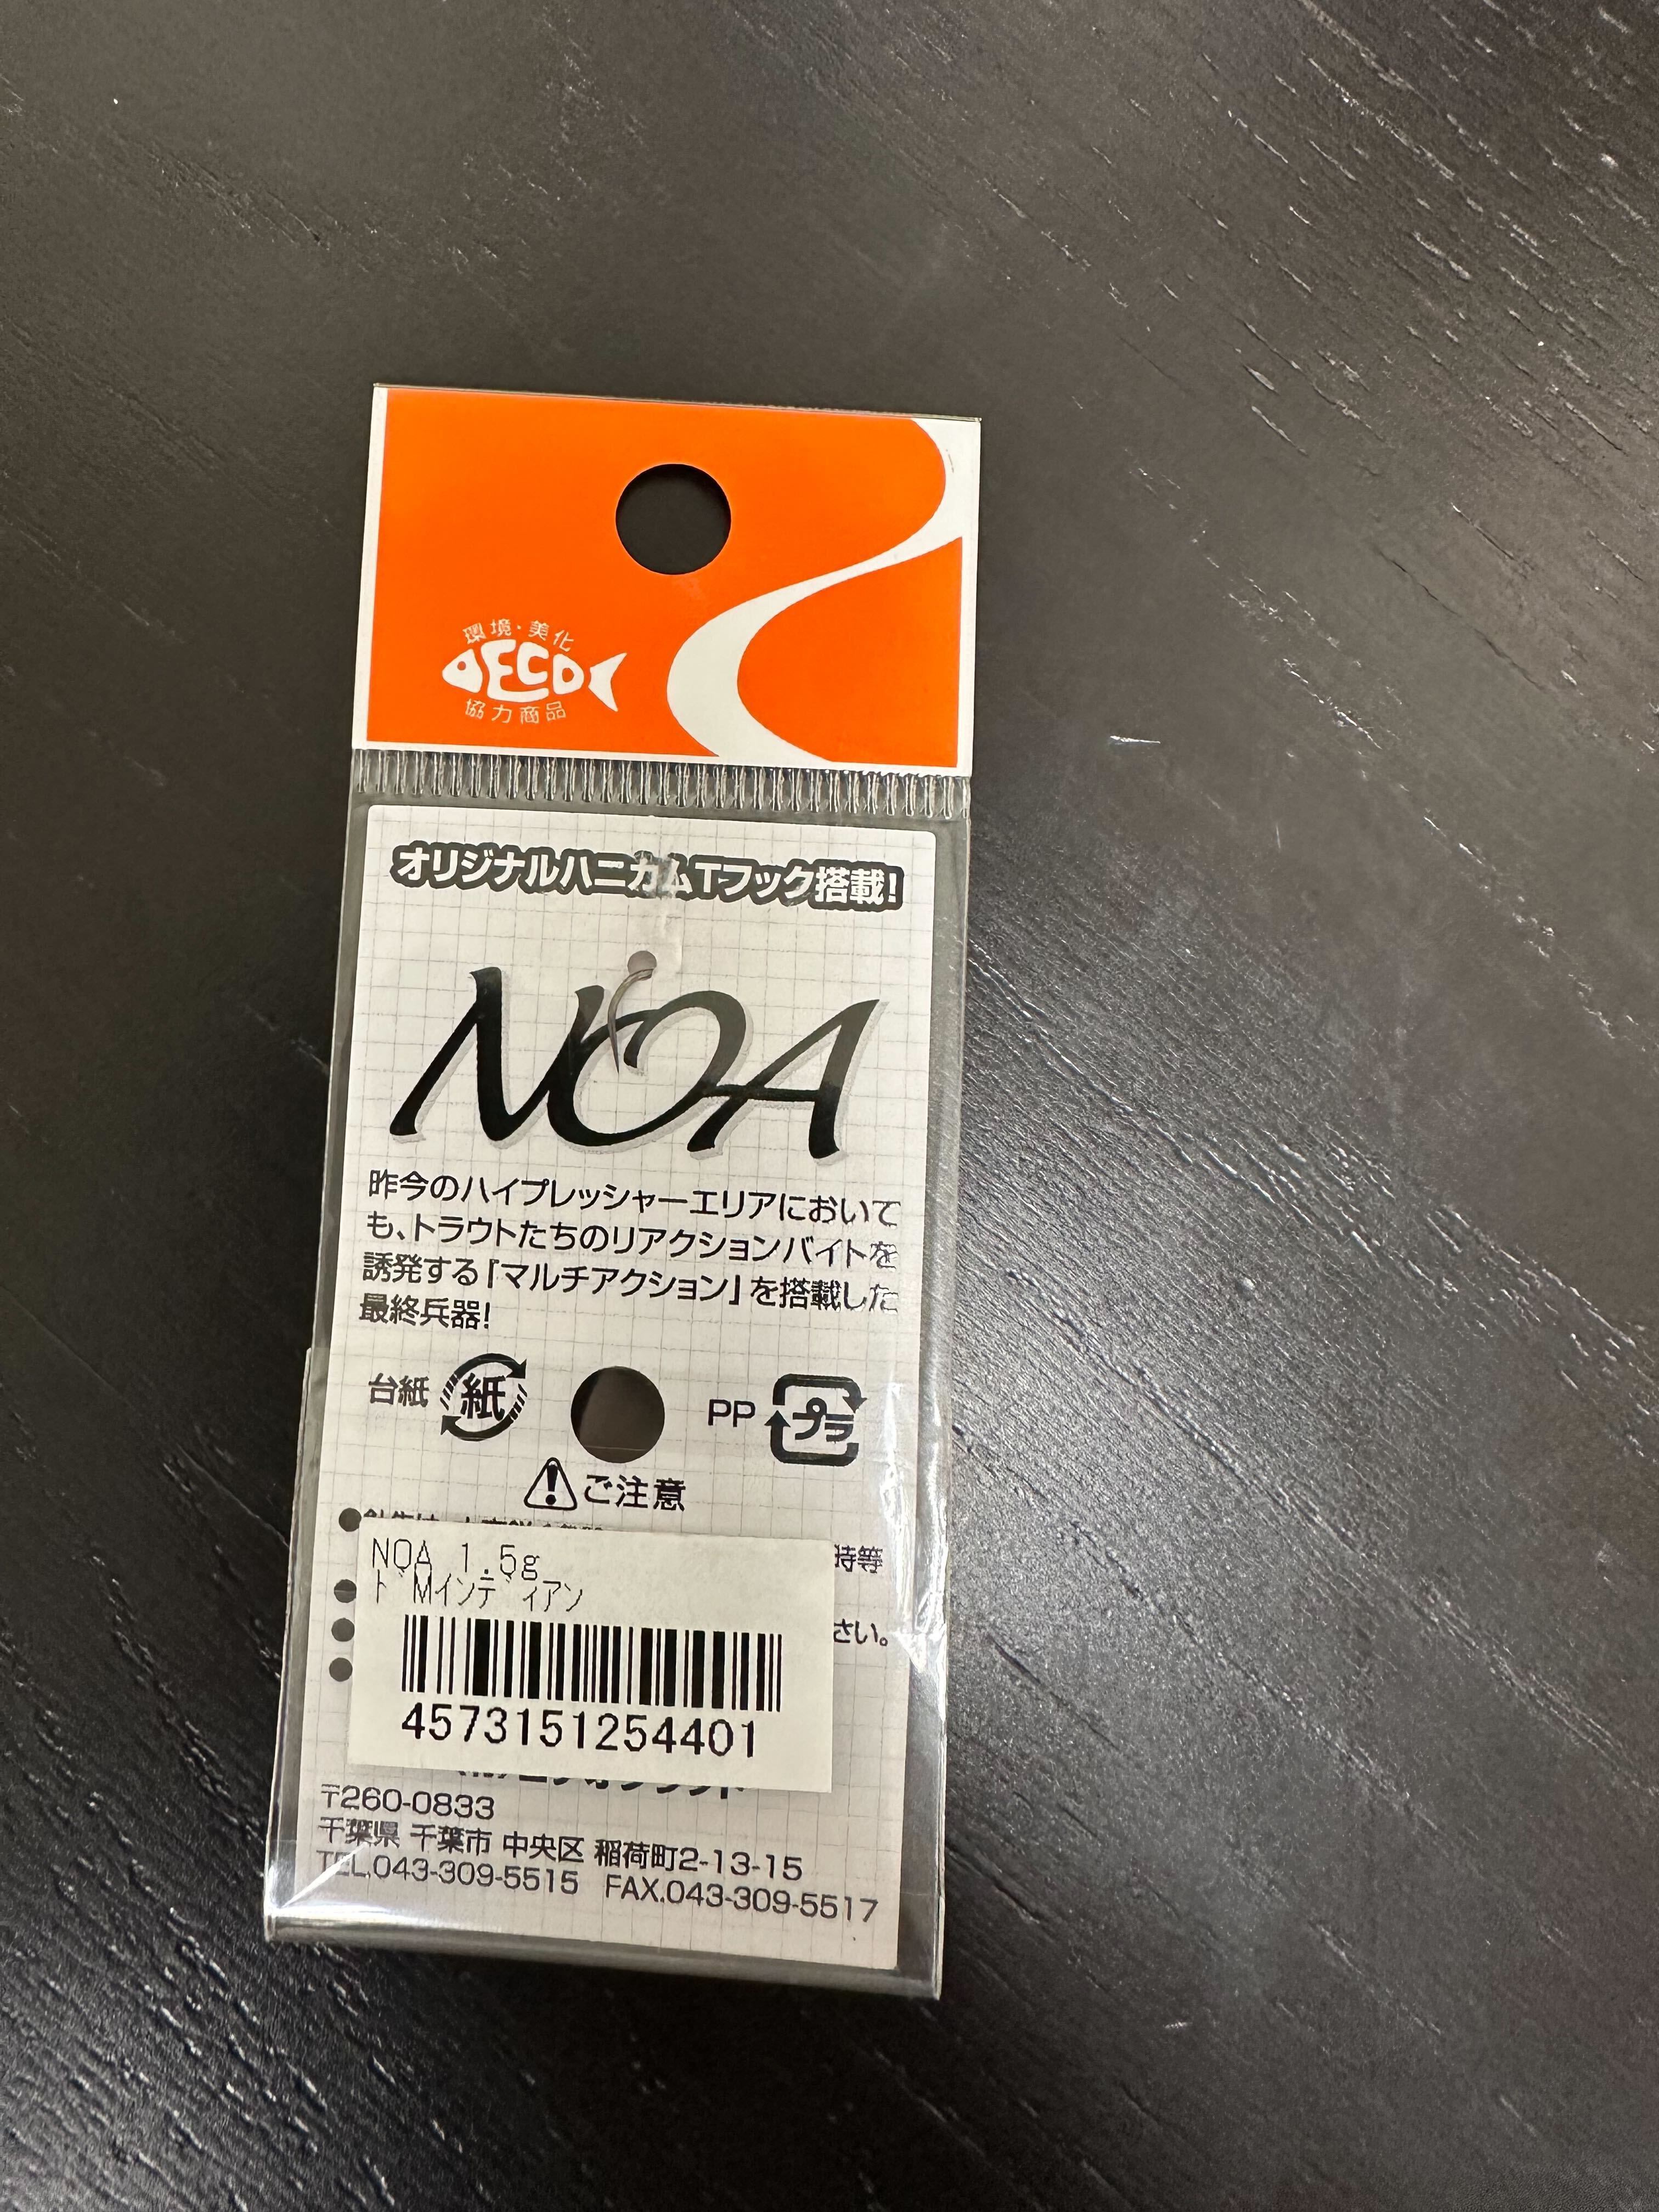 環境・美化
ECO
協力商品
オリジナルハニカムTフック搭載!
NOA
昨今のハイプレッシャーエリアにおいて
も、トラウトたちのリアクションバイトを
誘発する「マルチアクション」を搭載した
最終兵器!
台紙 紙 PP プラ
ご注意
時等
さい。
NOA 1.5g
ドMインディアン
4573151254401
〒260-0833
千葉県 千葉市 中央区 稲荷町2-13-15
TEL.043-309-5515 FAX.043-309-5517